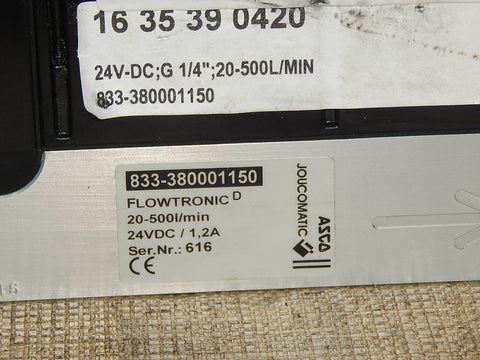 16 35 39 0420
24V-DC;G 1/4";20-500L/MIN
833-380001150
833-380001150
FLOWTRONIC D
20-500l/min
24VDC / 1,2A
Ser.Nr.: 616
CE
JOUCOMATIC
ASCO
16